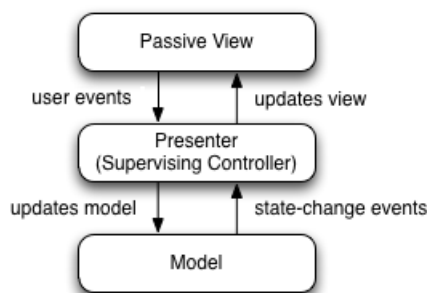 Passive View
user events
updates view
Presenter
(Supervising Controller)
updates model
state-change events
Model